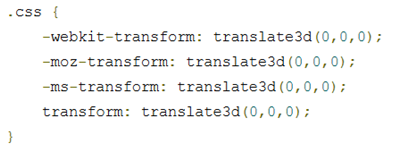 .css {
-webkit-transform: translate3d(0,0,0);
-moz-transform: translate3d(0,0,0);
-ms-transform: translate3d(0,0,0);
transform: translate3d(0,0,0);
}